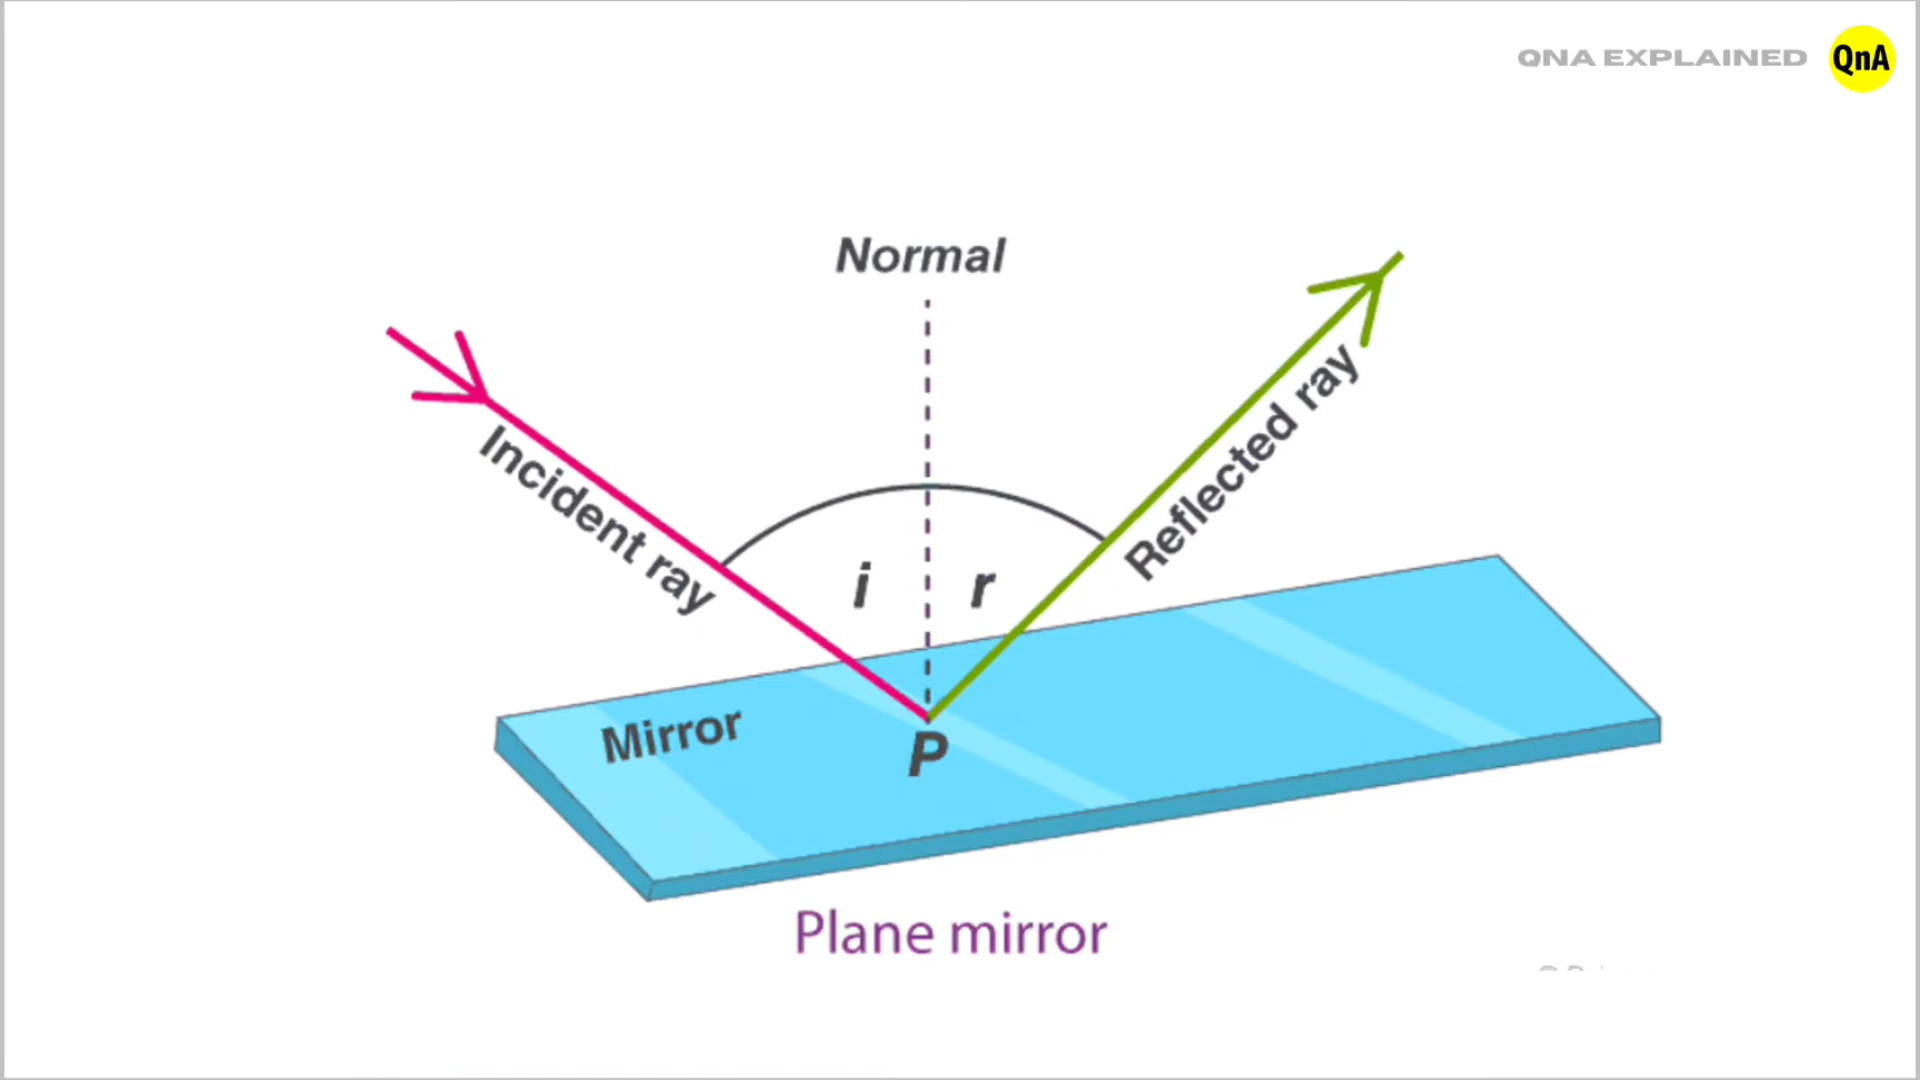 QNA EXPLAINED
QnA
Normal
Incident ray
Reflected ray
i
r
Mirror
P
Plane mirror